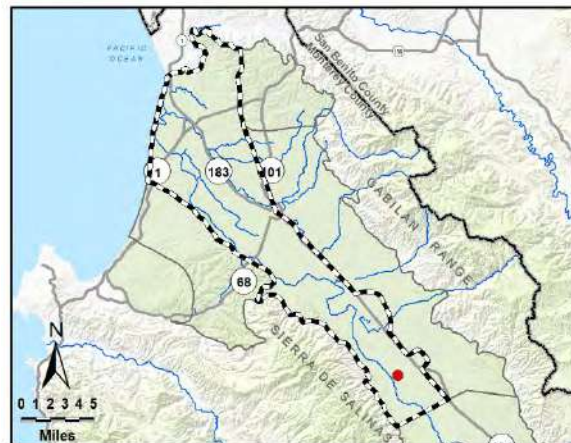 1
PACIFIC
OCEAN
San Benito County
Monterey County
1
183
101
GABILAN RANGE
68
SIERRA DE SALINAS
N
0 1 2 3 4 5
Miles